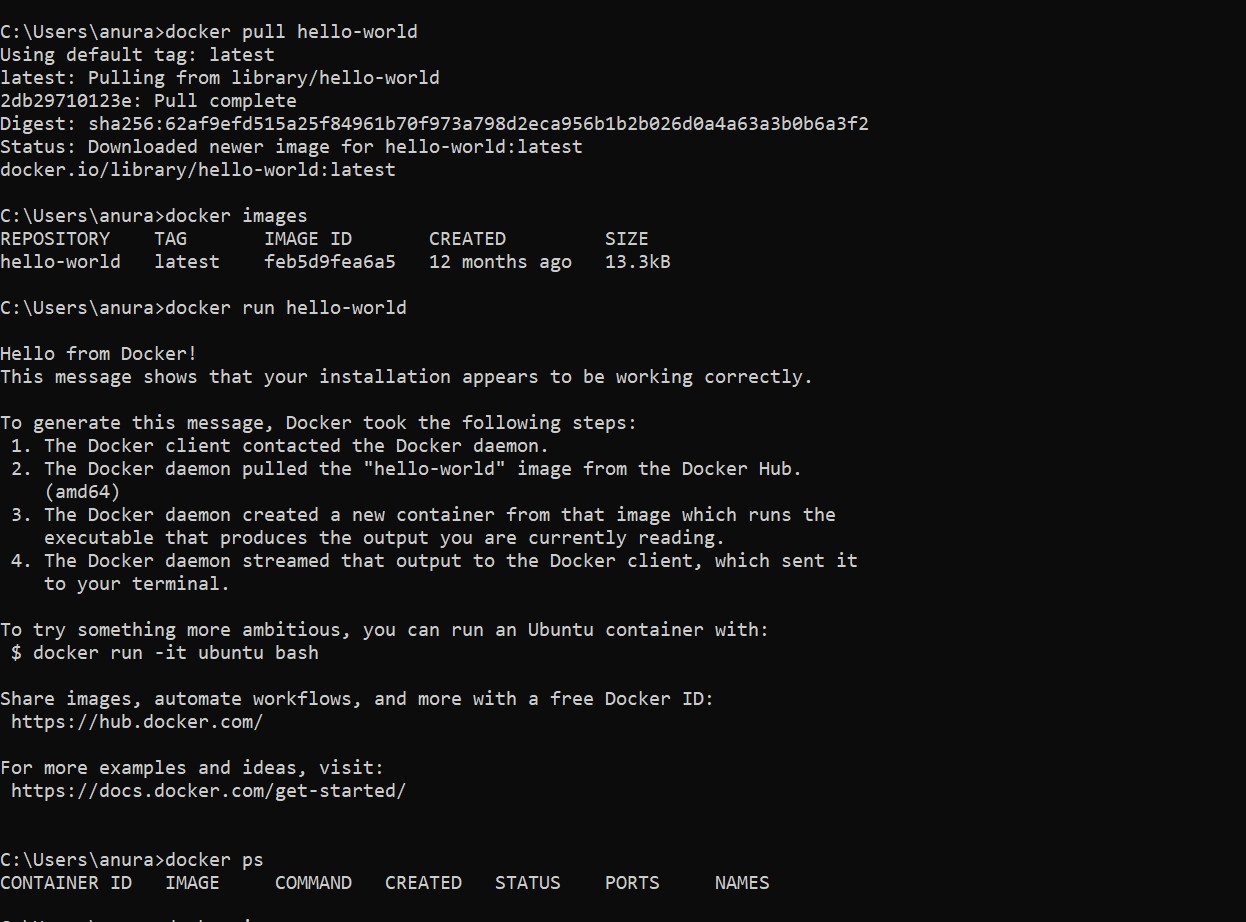 C:\Users\anura>docker pull hello-world
Using default tag: latest
latest: Pulling from library/hello-world
2db29710123e: Pull complete
Digest: sha256:62af9efd515a25f84961b70f973a798d2eca956b1b2b026d0a4a63a3b0b6a3f2
Status: Downloaded newer image for hello-world:latest
docker.io/library/hello-world:latest
C:\Users\anura>docker images
REPOSITORY    TAG       IMAGE ID       CREATED         SIZE
hello-world   latest    feb5d9fea6a5   12 months ago   13.3kB
C:\Users\anura>docker run hello-world
Hello from Docker!
This message shows that your installation appears to be working correctly.
To generate this message, Docker took the following steps:
 1. The Docker client contacted the Docker daemon.
 2. The Docker daemon pulled the "hello-world" image from the Docker Hub.
    (amd64)
 3. The Docker daemon created a new container from that image which runs the
    executable that produces the output you are currently reading.
 4. The Docker daemon streamed that output to the Docker client, which sent it
    to your terminal.
To try something more ambitious, you can run an Ubuntu container with:
 $ docker run -it ubuntu bash
Share images, automate workflows, and more with a free Docker ID:
 https://hub.docker.com/
For more examples and ideas, visit:
 https://docs.docker.com/get-started/
C:\Users\anura>docker ps
CONTAINER ID   IMAGE     COMMAND   CREATED   STATUS    PORTS     NAMES